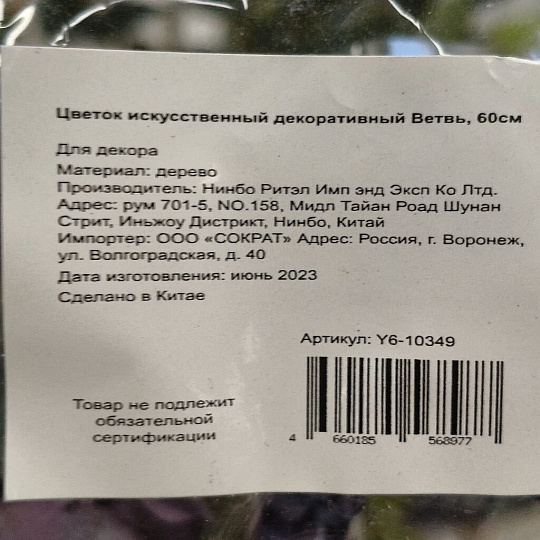 Цветок искусственный декоративный Ветвь, 60см
Для декора
Материал: дерево
Производитель: Нинбо Ритэл Имп энд Эксп Ко Лтд.
Адрес: рум 701-5, NO.158, Мидл Тайан Роад Шунан
Стрит, Иньжоу Дистрикт, Нинбо, Китай
Импортер: ООО «СОКРАТ» Адрес: Россия, г. Воронеж,
ул. Волгоградская, д. 40
Дата изготовления: июнь 2023
Сделано в Китае
Артикул: Y6-10349
Товар не подлежит
обязательной
сертификации
4 660185 568977